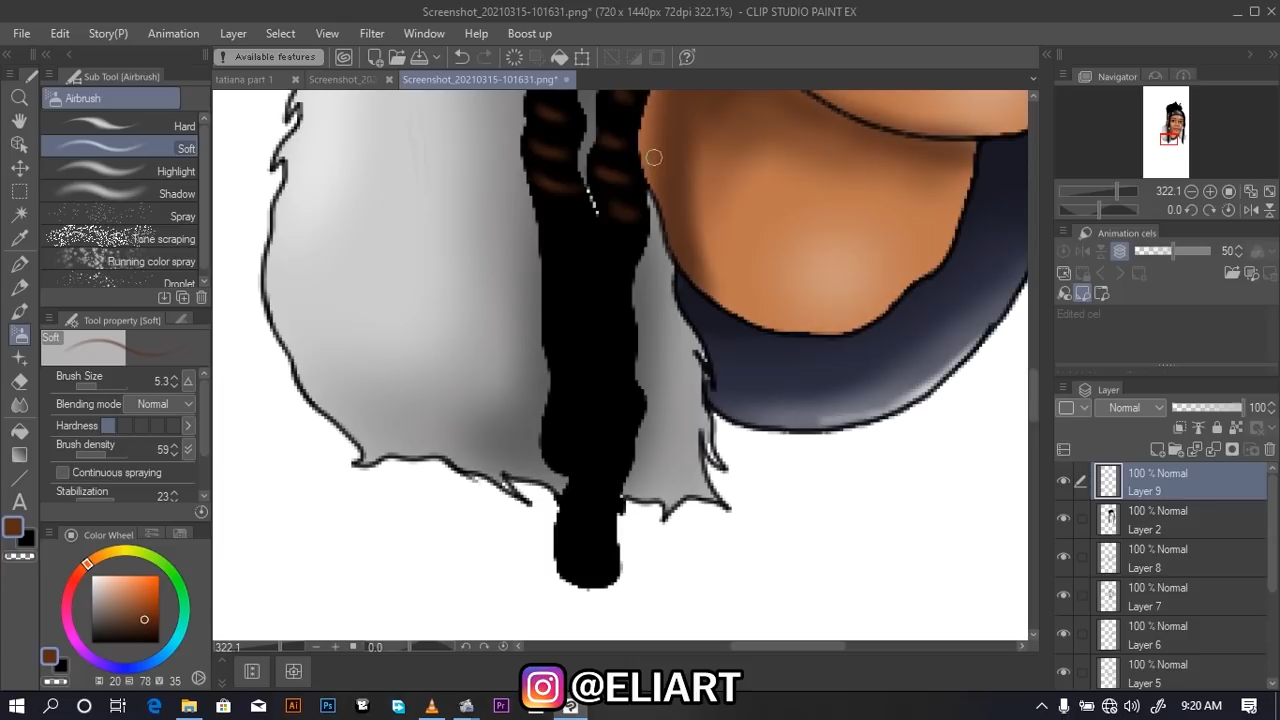 Screenshot_20210315-101631.png* (720 x 1440px 72dpi 322.1%) - CLIP STUDIO PAINT EX
File Edit Story(P) Animation Layer Select View Filter Window Help Boost up
Available features
Sub Tool [Airbrush]
tatiana part 1 Screenshot_202 Screenshot_20210315-101631.png*
Navigator
Airbrush
Hard
Soft
Highlight
Shadow
Spray
Tone scraping
Running color spray
Droplet
Tool property [Soft]
Soft
Brush Size 5.3
Blending mode Normal
Hardness
Brush density 59
Continuous spraying
Stabilization 23
Color Wheel
H 20 S 78 V 35
322.1
0.0
Animation cels
50
Edited cel
Layer
Normal 100
100 % Normal
Layer 9
100 % Normal
Layer 2
100 % Normal
Layer 8
100 % Normal
Layer 7
100 % Normal
Layer 6
100 % Normal
Layer 5
322.1 0.0
@ELIART
Ai Ps Pr
9:20 AM